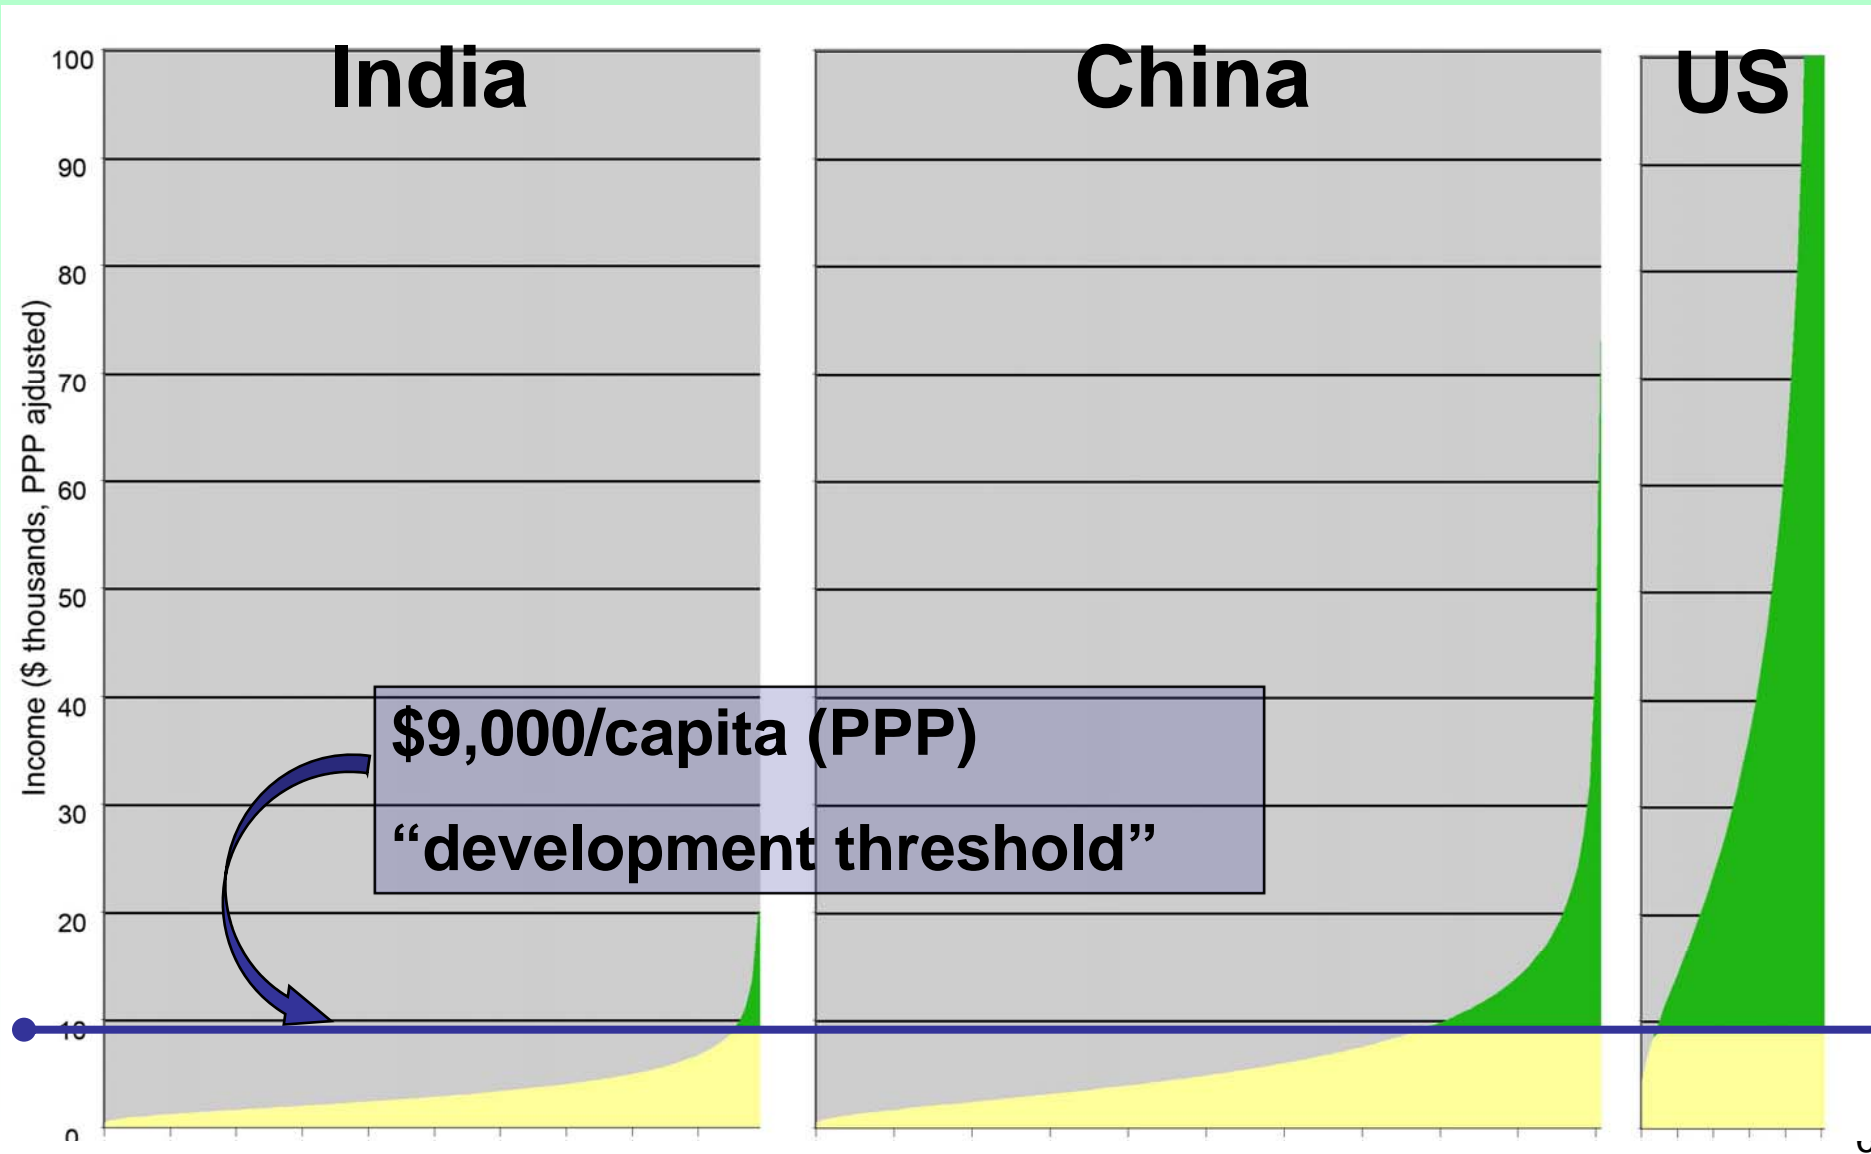 India
China
US
100
90
80
70
60
50
40
30
20
10
0
Income ($ thousands, PPP ajdusted)
$9,000/capita (PPP)
“development threshold”